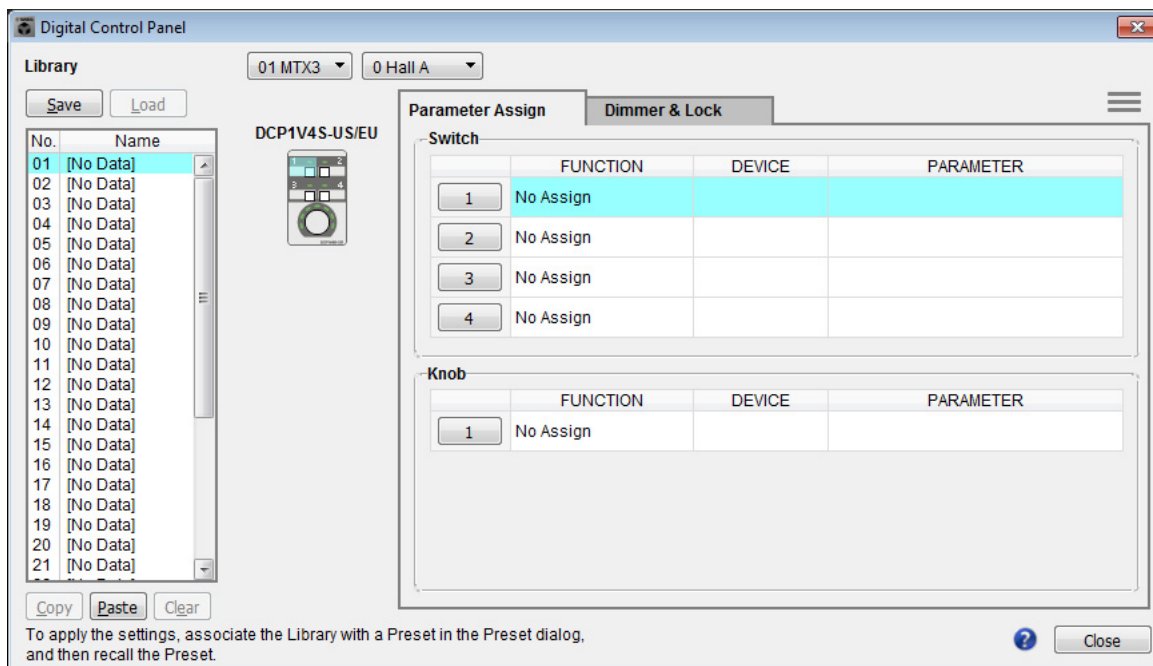 Digital Control Panel
Library
01 MTX3
0 Hall A
Save
Load
No. Name
01 [No Data]
02 [No Data]
03 [No Data]
04 [No Data]
05 [No Data]
06 [No Data]
07 [No Data]
08 [No Data]
09 [No Data]
10 [No Data]
11 [No Data]
12 [No Data]
13 [No Data]
14 [No Data]
15 [No Data]
16 [No Data]
17 [No Data]
18 [No Data]
19 [No Data]
20 [No Data]
21 [No Data]
Copy Paste Clear
DCP1V4S-US/EU
1 2
3 4
Parameter Assign
Dimmer & Lock
Switch
FUNCTION DEVICE PARAMETER
1 No Assign
2 No Assign
3 No Assign
4 No Assign
Knob
FUNCTION DEVICE PARAMETER
1 No Assign
To apply the settings, associate the Library with a Preset in the Preset dialog,
and then recall the Preset.
?
Close